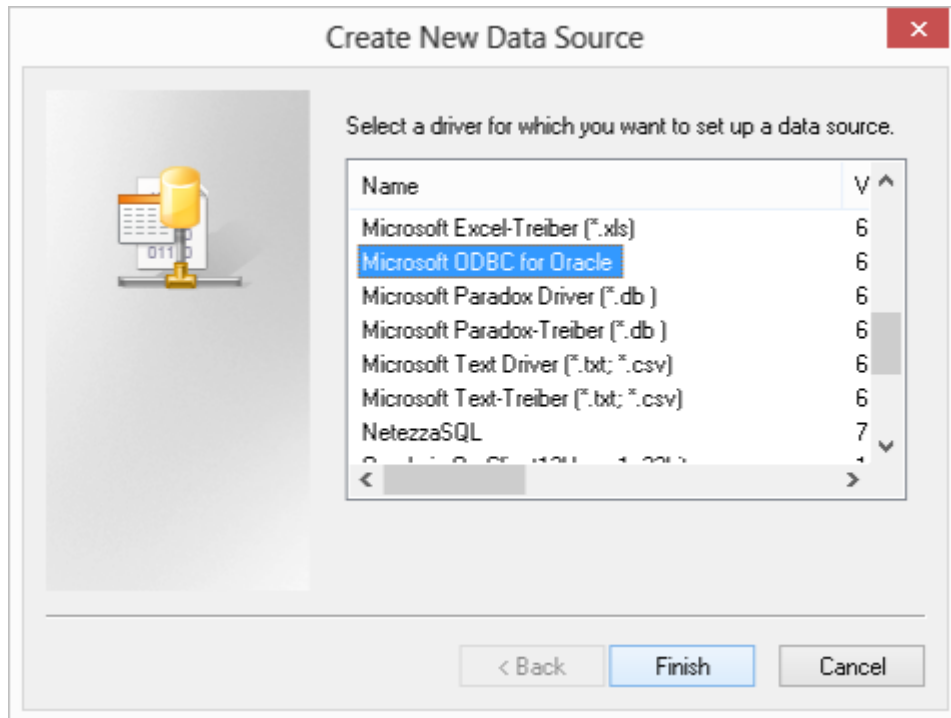 Create New Data Source
Select a driver for which you want to set up a data source.
Name V
Microsoft Excel-Treiber (*.xls) 6
Microsoft ODBC for Oracle 6
Microsoft Paradox Driver (*.db ) 6
Microsoft Paradox-Treiber (*.db ) 6
Microsoft Text Driver (*.txt; *.csv) 6
Microsoft Text-Treiber (*.txt; *.csv) 6
NetezzaSQL 7
< Back Finish Cancel